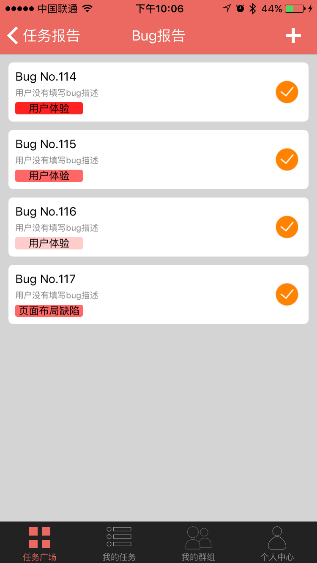 中国联通 下午10:06 44%
任务报告 Bug报告
Bug No.114
用户没有填写bug描述
用户体验
Bug No.115
用户没有填写bug描述
用户体验
Bug No.116
用户没有填写bug描述
用户体验
Bug No.117
用户没有填写bug描述
页面布局缺陷
任务广场 我的任务 我的群组 个人中心